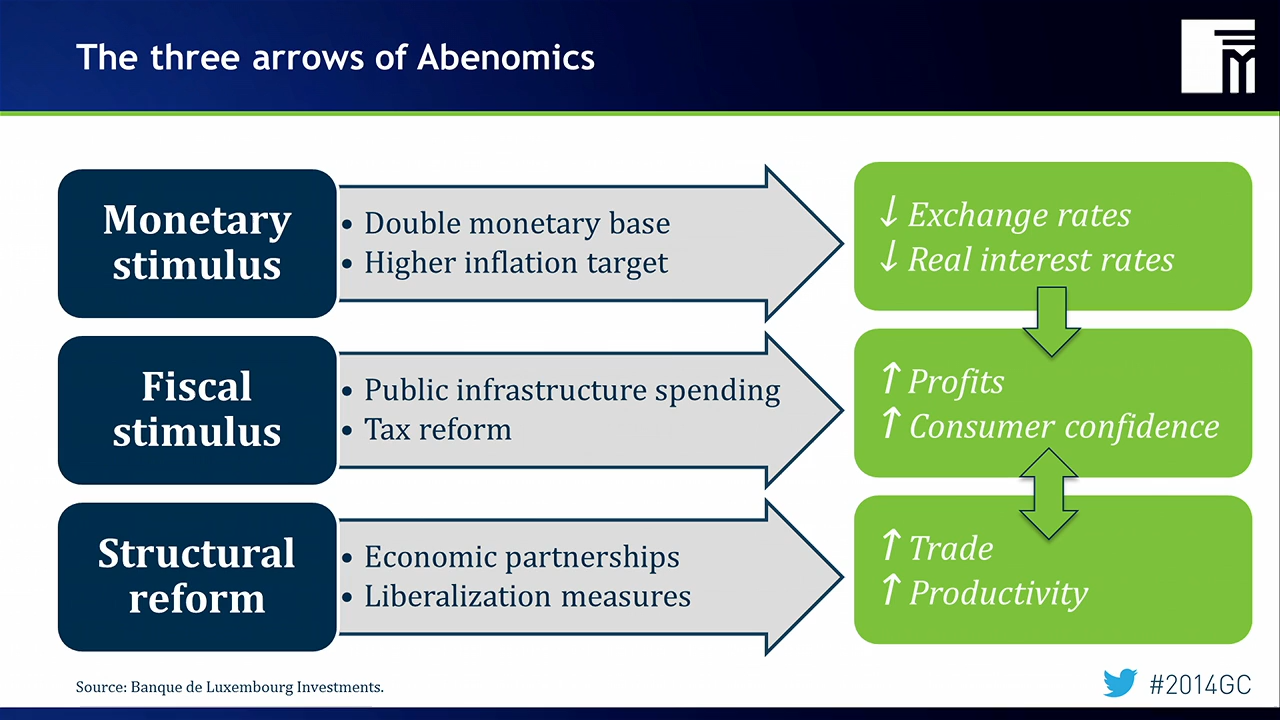 The three arrows of Abenomics
Monetary
stimulus
• Double monetary base
• Higher inflation target
↓ Exchange rates
↓ Real interest rates
Fiscal
stimulus
• Public infrastructure spending
• Tax reform
↑ Profits
↑ Consumer confidence
Structural
reform
• Economic partnerships
• Liberalization measures
↑ Trade
↑ Productivity
Source: Banque de Luxembourg Investments.
#2014GC